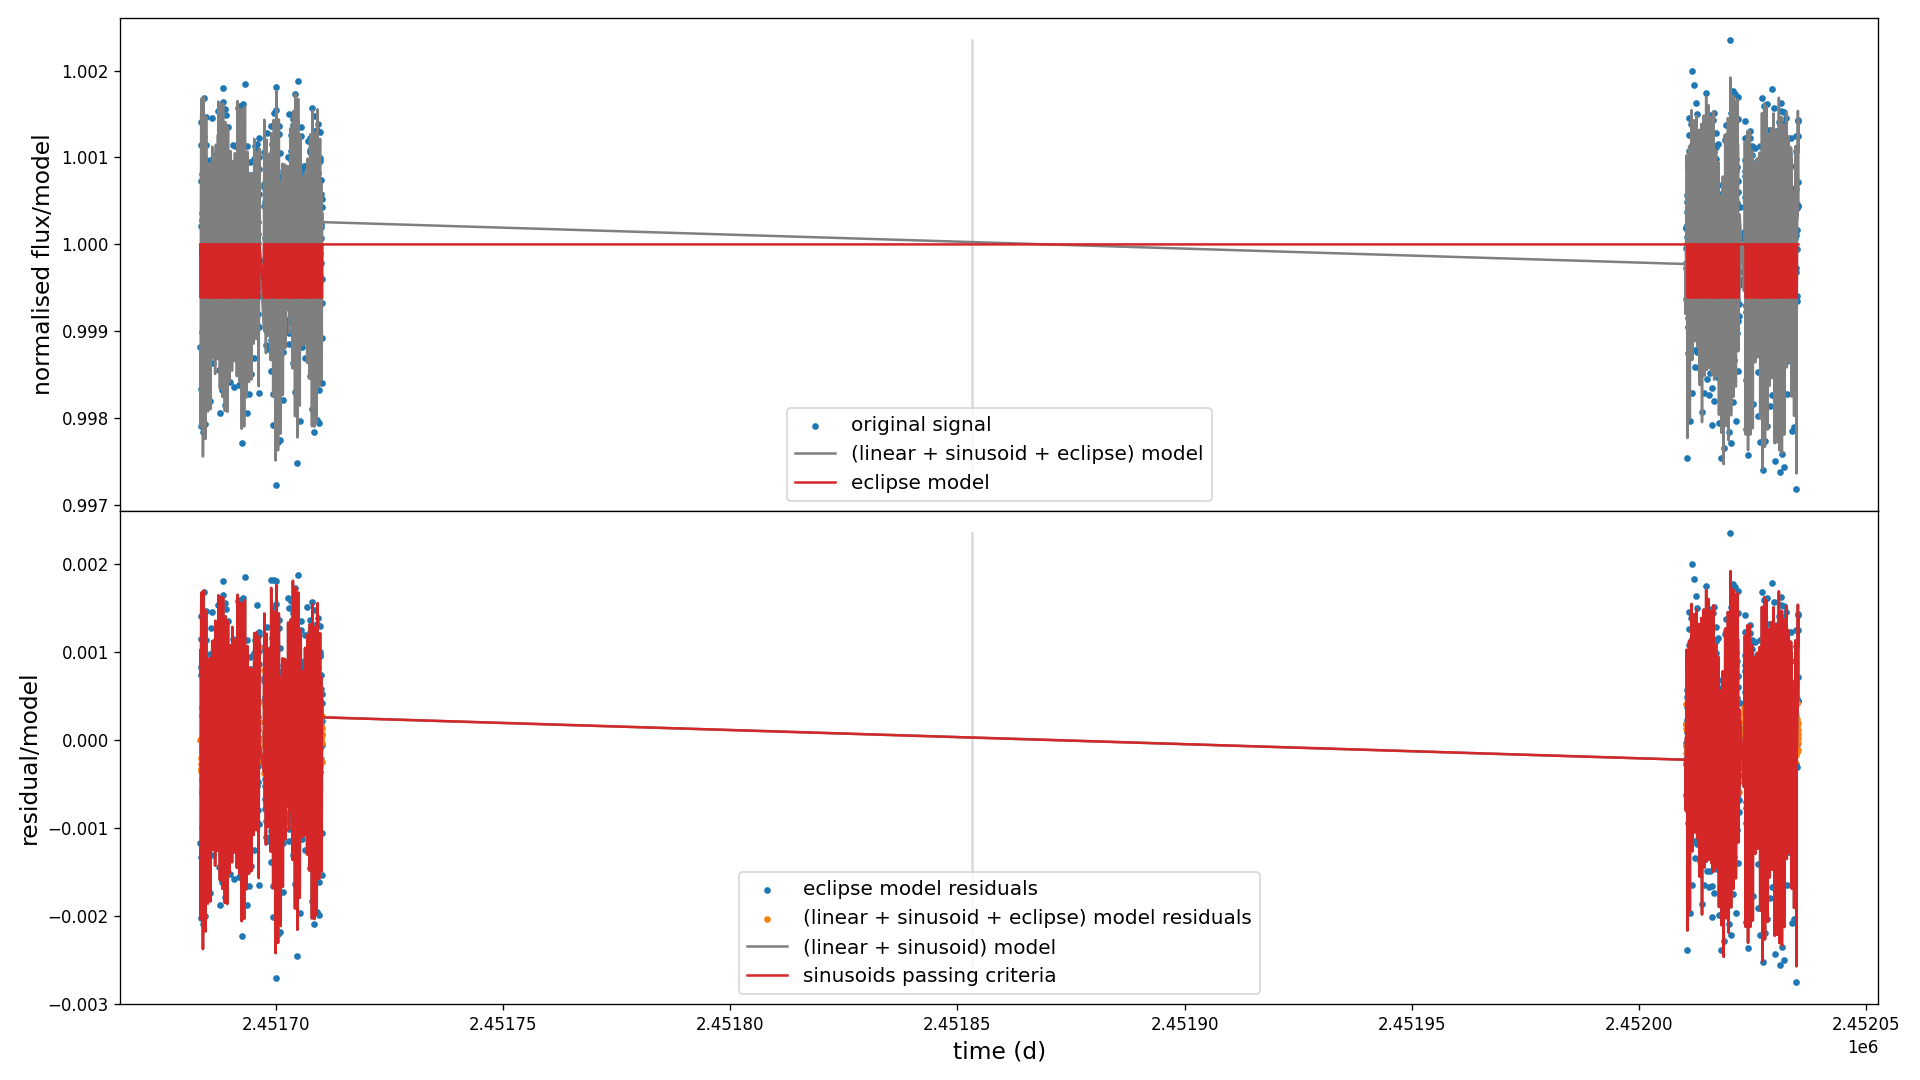 1.002
1.001
1.000
0.999
0.998
0.997
normalised flux/model
original signal
(linear + sinusoid + eclipse) model
eclipse model
0.002
0.001
0.000
−0.001
−0.002
−0.003
residual/model
eclipse model residuals
(linear + sinusoid + eclipse) model residuals
(linear + sinusoid) model
sinusoids passing criteria
2.45170 2.45175 2.45180 2.45185 2.45190 2.45195 2.45200 2.45205
1e6
time (d)